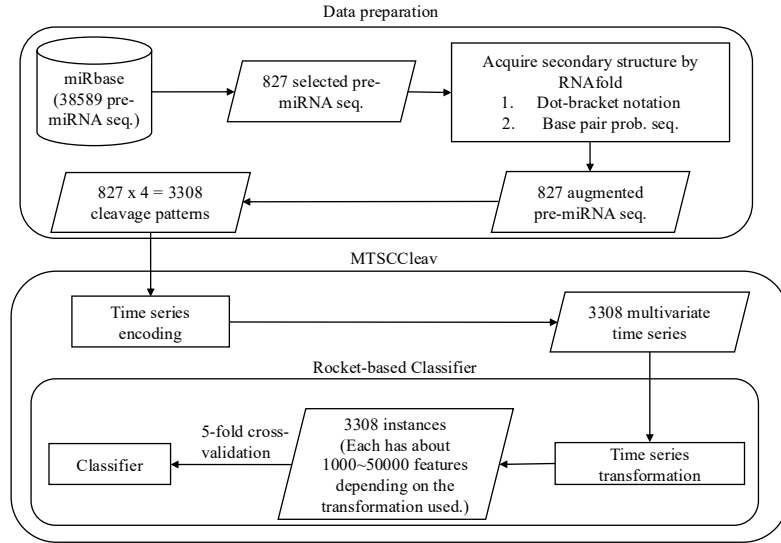 Data preparation
miRbase
(38589 pre-
miRNA seq.)
827 selected pre-
miRNA seq.
Acquire secondary structure by
RNAfold
1. Dot-bracket notation
2. Base pair prob. seq.
827 x 4 = 3308
cleavage patterns
827 augmented
pre-miRNA seq.
MTSCCleav
Time series
encoding
3308 multivariate
time series
Rocket-based Classifier
Classifier
5-fold cross-
validation
3308 instances
(Each has about
1000~50000 features
depending on the
transformation used.)
Time series
transformation